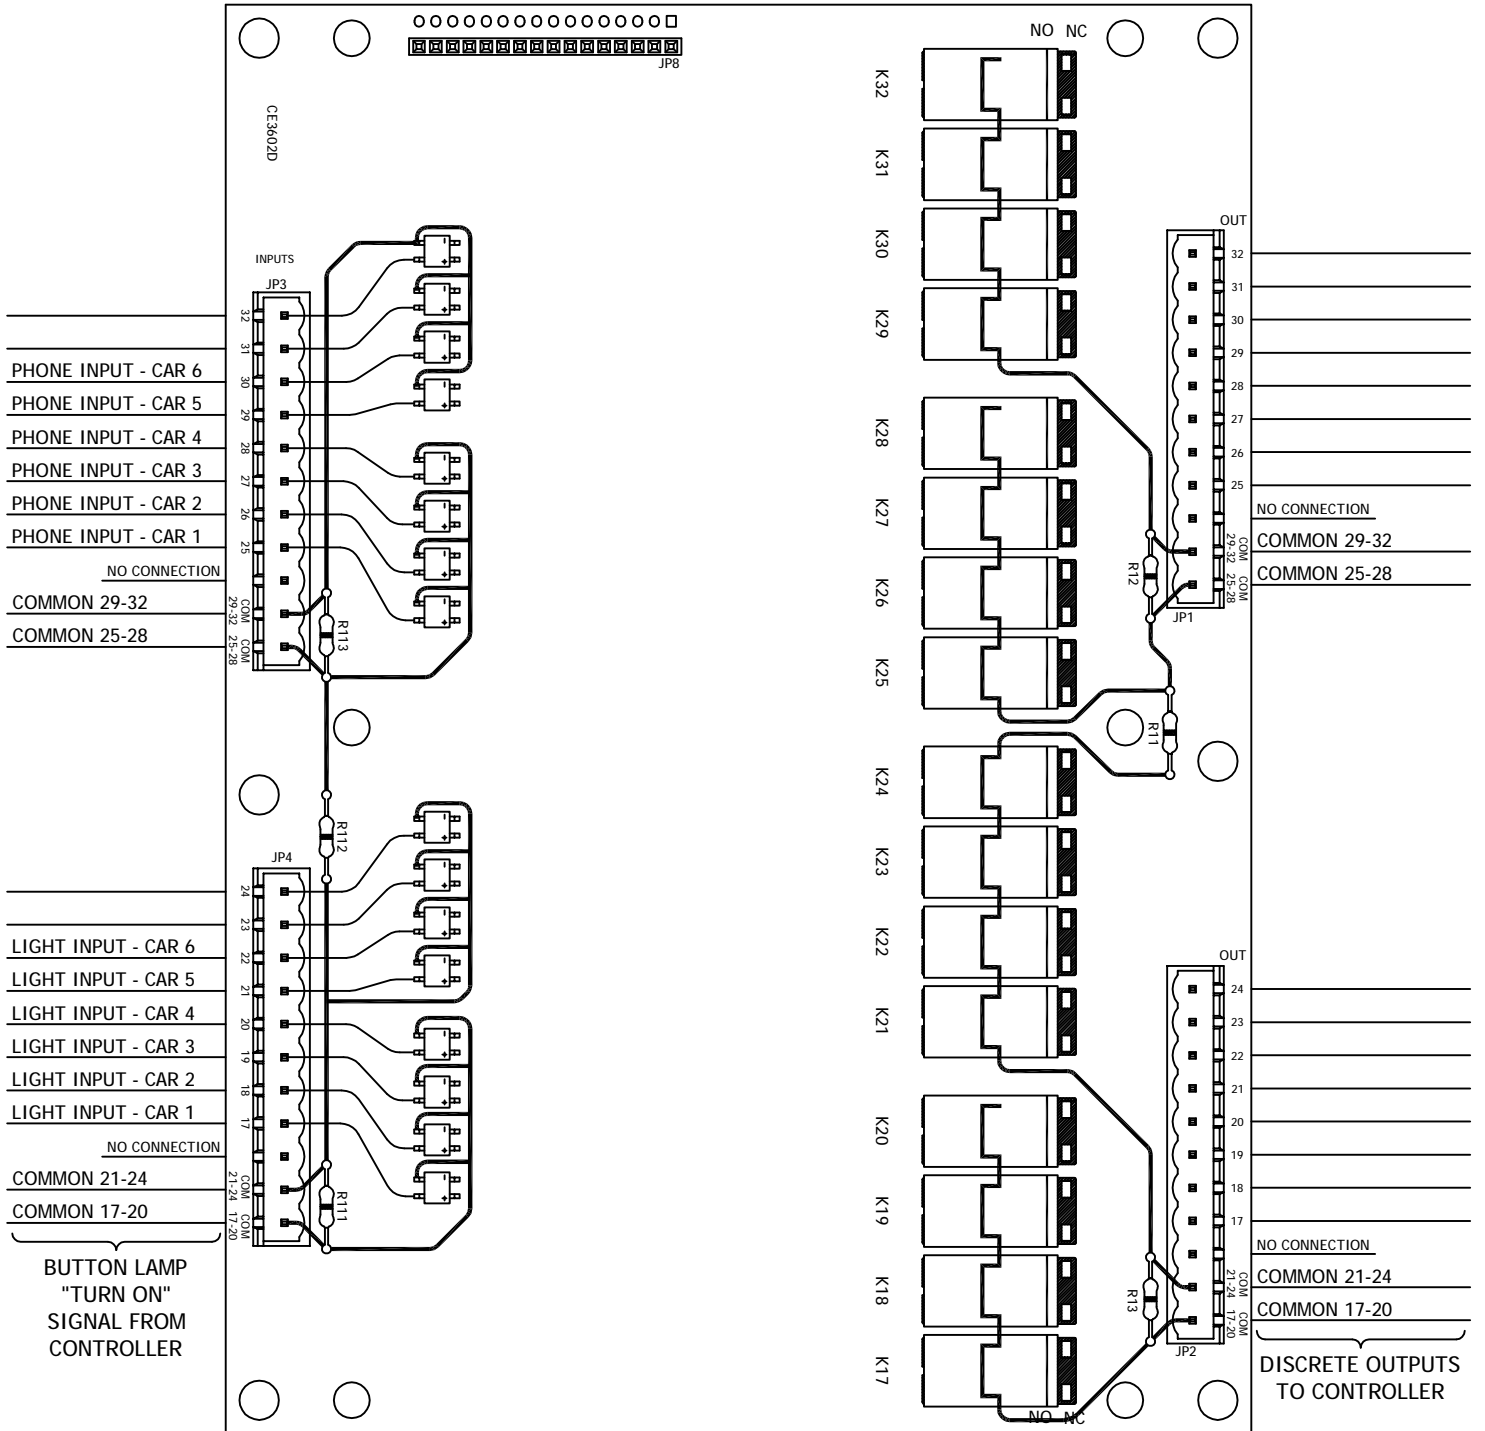 NO NC
JP8
CE3602D
K32
K31
K30
K29
K28
K27
K26
K25
K24
K23
K22
K21
K20
K19
K18
K17
NO NC
INPUTS
JP3
32
31
PHONE INPUT - CAR 6
30
PHONE INPUT - CAR 5
29
PHONE INPUT - CAR 4
28
PHONE INPUT - CAR 3
27
PHONE INPUT - CAR 2
26
PHONE INPUT - CAR 1
25
NO CONNECTION
COMMON 29-32
COM
29-32
COMMON 25-28
COM
25-28
R113
R112
JP4
24
23
LIGHT INPUT - CAR 6
22
LIGHT INPUT - CAR 5
21
LIGHT INPUT - CAR 4
20
LIGHT INPUT - CAR 3
19
LIGHT INPUT - CAR 2
18
LIGHT INPUT - CAR 1
17
NO CONNECTION
COMMON 21-24
COM
21-24
COMMON 17-20
COM
17-20
R111
BUTTON LAMP
"TURN ON"
SIGNAL FROM
CONTROLLER
OUT
32
31
30
29
28
27
26
25
NO CONNECTION
COM
29-32
COMMON 29-32
COM
25-28
COMMON 25-28
R12
JP1
R11
OUT
24
23
22
21
20
19
18
17
NO CONNECTION
COM
21-24
COMMON 21-24
COM
17-20
COMMON 17-20
R13
JP2
DISCRETE OUTPUTS
TO CONTROLLER